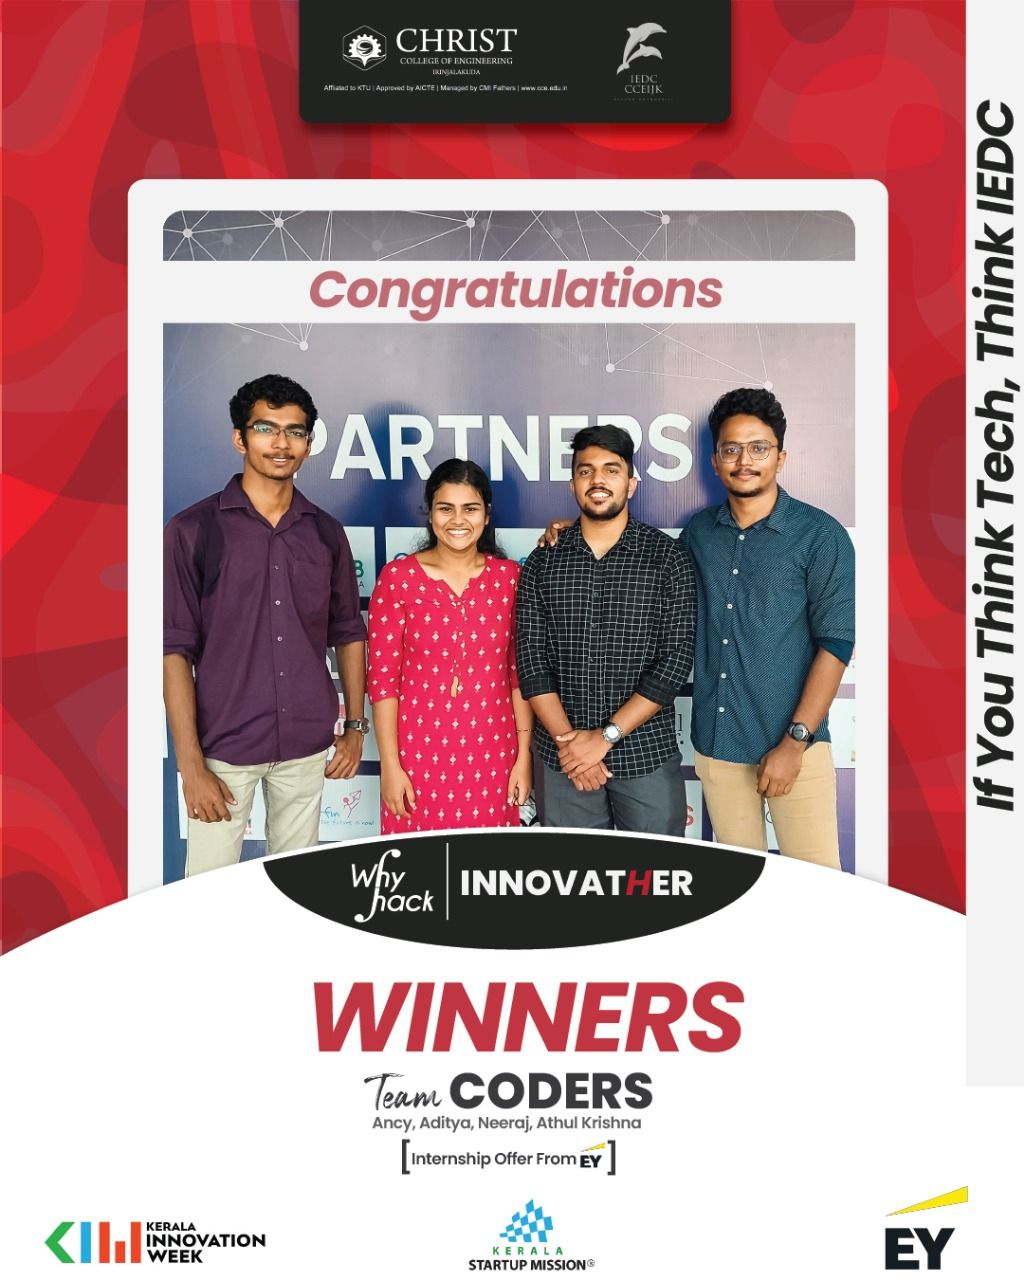 CHRIST
COLLEGE OF ENGINEERING
IRINJALAKUDA
Affliated to KTU | Approved by AICTE | Managed by CMI Fathers | www.cce.edu.in
IEDC
CCEIJK
If You Think Tech, Think IEDC
Congratulations
PARTNERS
fun
Why
hack
INNOVATHER
WINNERS
Team CODERS
Ancy, Aditya, Neeraj, Athul Krishna
[Internship Offer From EY]
KERALA
INNOVATION
WEEK
KERALA
STARTUP MISSION®
EY